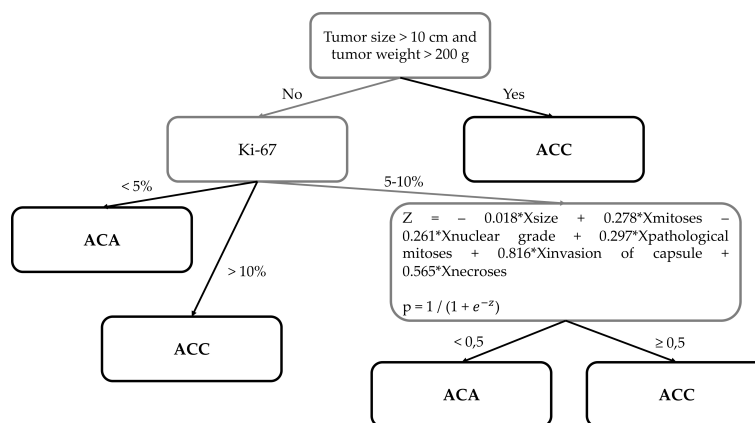 Tumor size > 10 cm and
tumor weight > 200 g
No
Yes
Ki-67
ACC
< 5%
5-10%
ACA
Z = – 0.018*Xsize + 0.278*Xmitoses –
0.261*Xnuclear grade + 0.297*Xpathological
mitoses + 0.816*Xinvasion of capsule +
0.565*Xnecroses
p = 1 / (1 + e⁻ᶻ)
> 10%
ACC
< 0,5
≥ 0,5
ACA
ACC